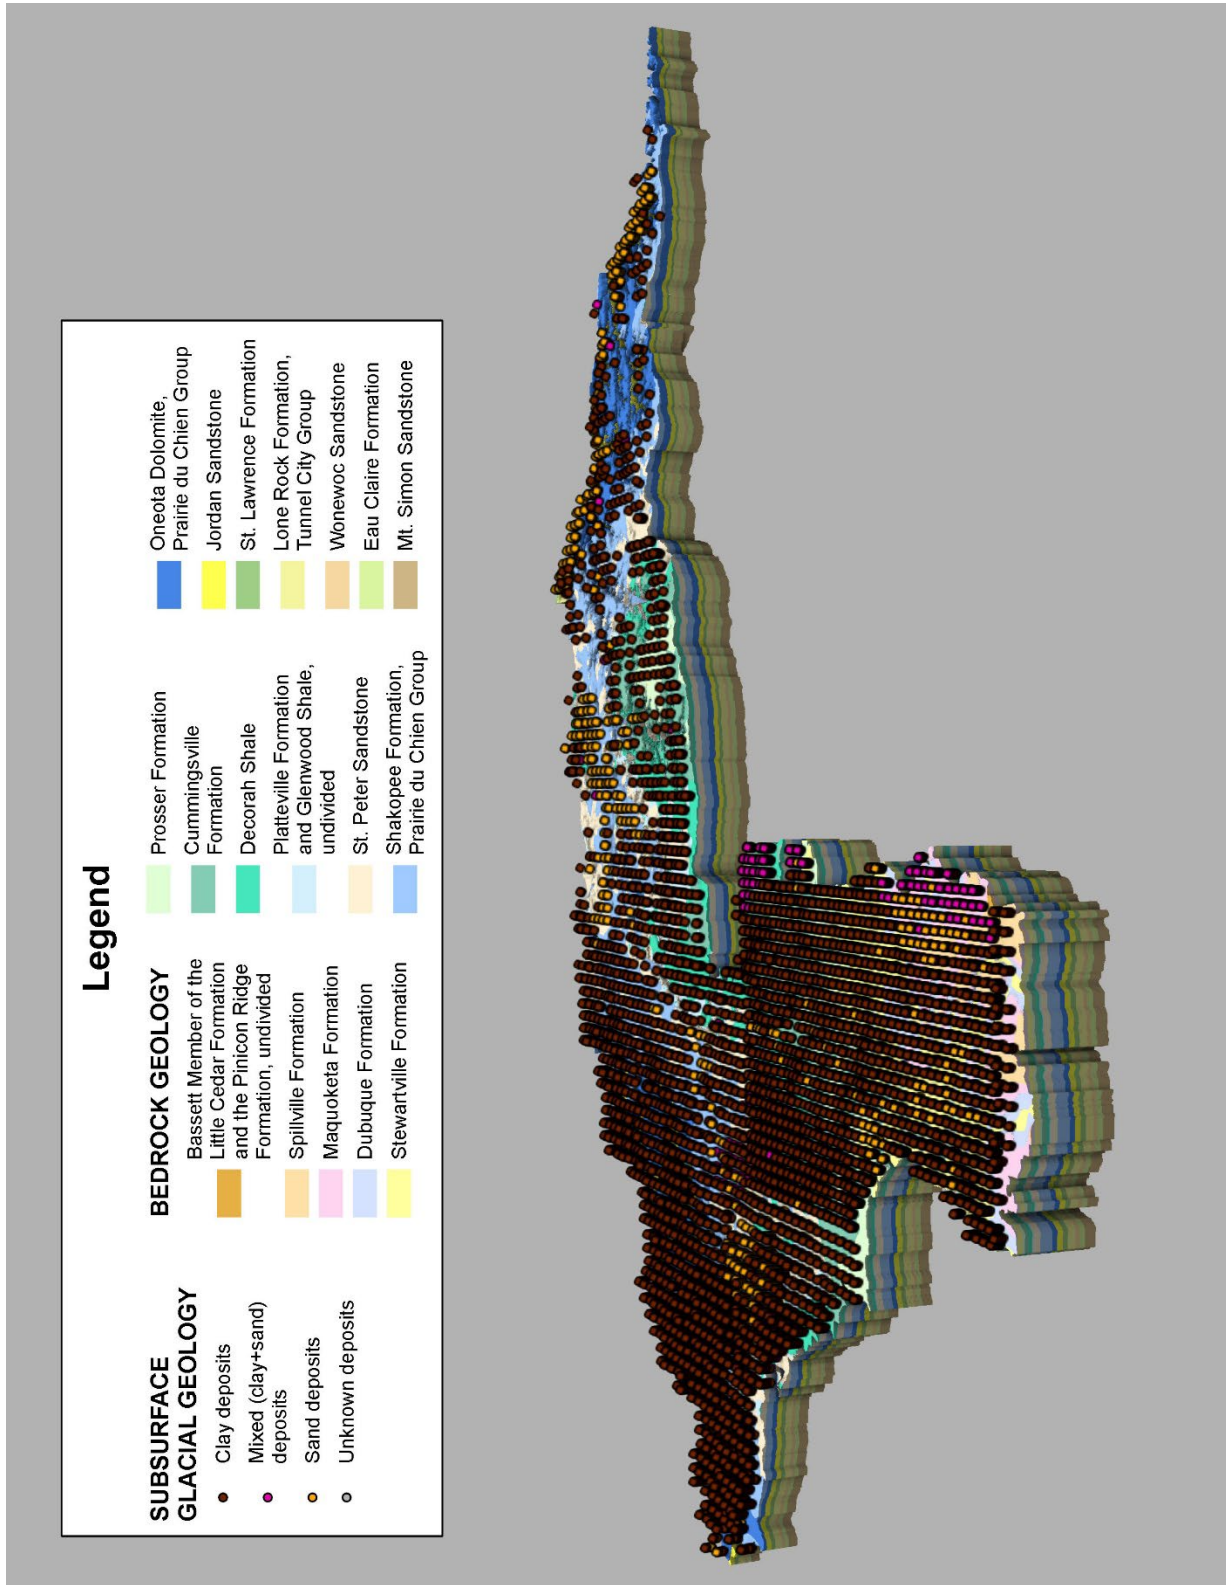 Legend
SUBSURFACE
GLACIAL GEOLOGY
Clay deposits
Mixed (clay+sand)
deposits
Sand deposits
Unknown deposits
BEDROCK GEOLOGY
Bassett Member of the
Little Cedar Formation
and the Pinicon Ridge
Formation, undivided
Spillville Formation
Maquoketa Formation
Dubuque Formation
Stewartville Formation
Prosser Formation
Cummingsville
Formation
Decorah Shale
Platteville Formation
and Glenwood Shale,
undivided
St. Peter Sandstone
Shakopee Formation,
Prairie du Chien Group
Oneota Dolomite,
Prairie du Chien Group
Jordan Sandstone
St. Lawrence Formation
Lone Rock Formation,
Tunnel City Group
Wonewoc Sandstone
Eau Claire Formation
Mt. Simon Sandstone